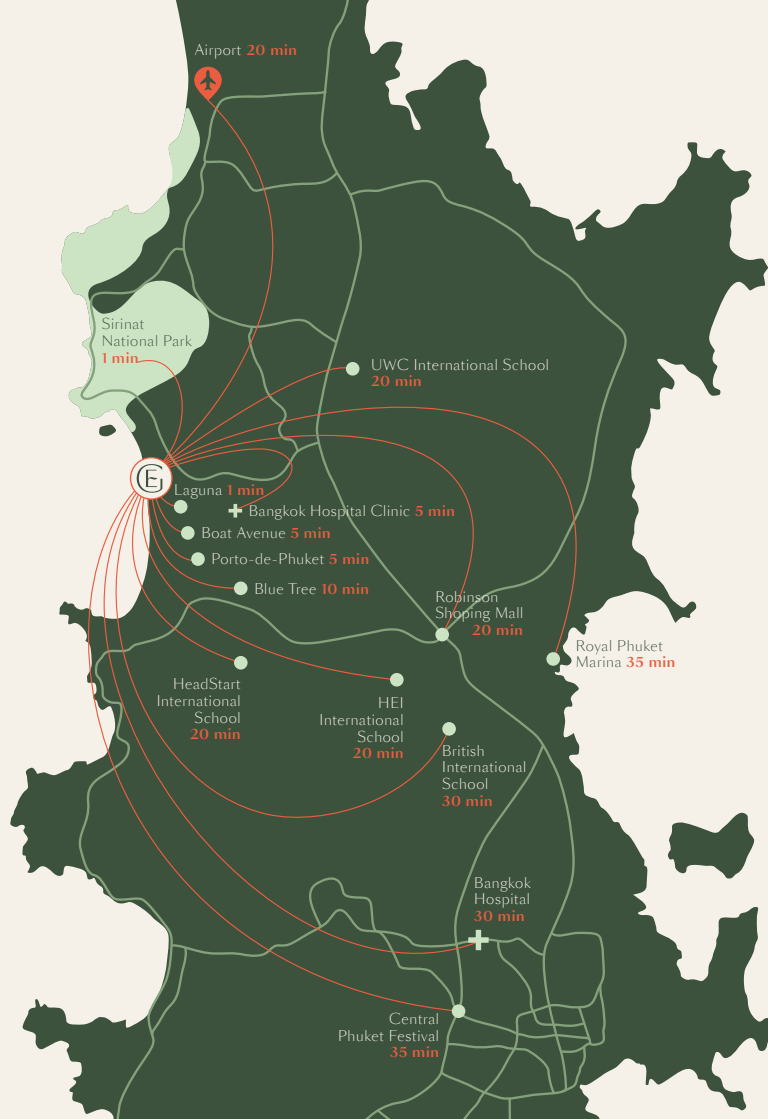 Airport 20 min
Sirinat
National Park
1 min
UWC International School
20 min
Laguna 1 min
Bangkok Hospital Clinic 5 min
Boat Avenue 5 min
Porto-de-Phuket 5 min
Blue Tree 10 min
Robinson
Shoping Mall
20 min
Royal Phuket
Marina 35 min
HeadStart
International
School
20 min
HEI
International
School
20 min
British
International
School
30 min
Bangkok
Hospital
30 min
Central
Phuket Festival
35 min